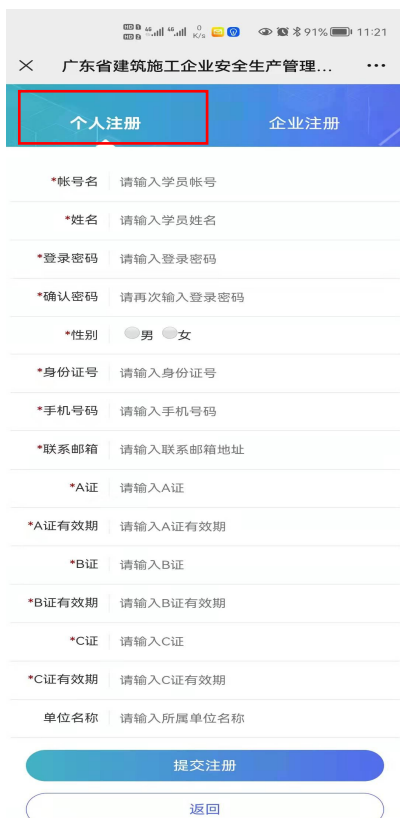 HD B 46 46 0 K/s 91% 11:21
广东省建筑施工企业安全生产管理...
个人注册 企业注册
*帐号名 请输入学员帐号
*姓名 请输入学员姓名
*登录密码 请输入登录密码
*确认密码 请再次输入登录密码
*性别 男 女
*身份证号 请输入身份证号
*手机号码 请输入手机号码
*联系邮箱 请输入联系邮箱地址
*A证 请输入A证
*A证有效期 请输入A证有效期
*B证 请输入B证
*B证有效期 请输入B证有效期
*C证 请输入C证
*C证有效期 请输入C证有效期
单位名称 请输入所属单位名称
提交注册
返回